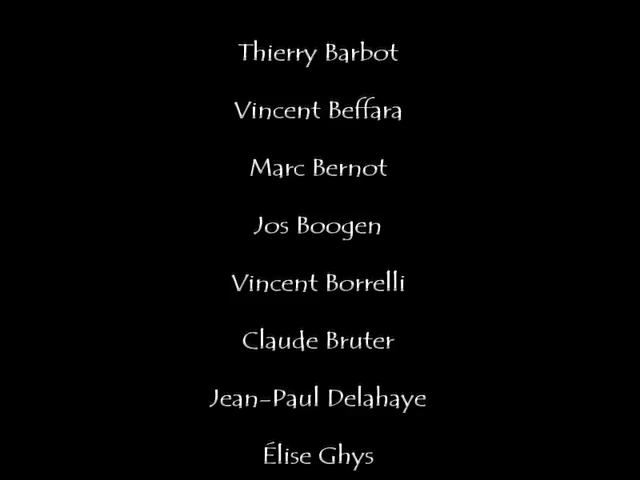 Thierry Barbot
Vincent Beffara
Marc Bernot
Jos Boogen
Vincent Borrelli
Claude Bruter
Jean-Paul Delahaye
Élise Ghys